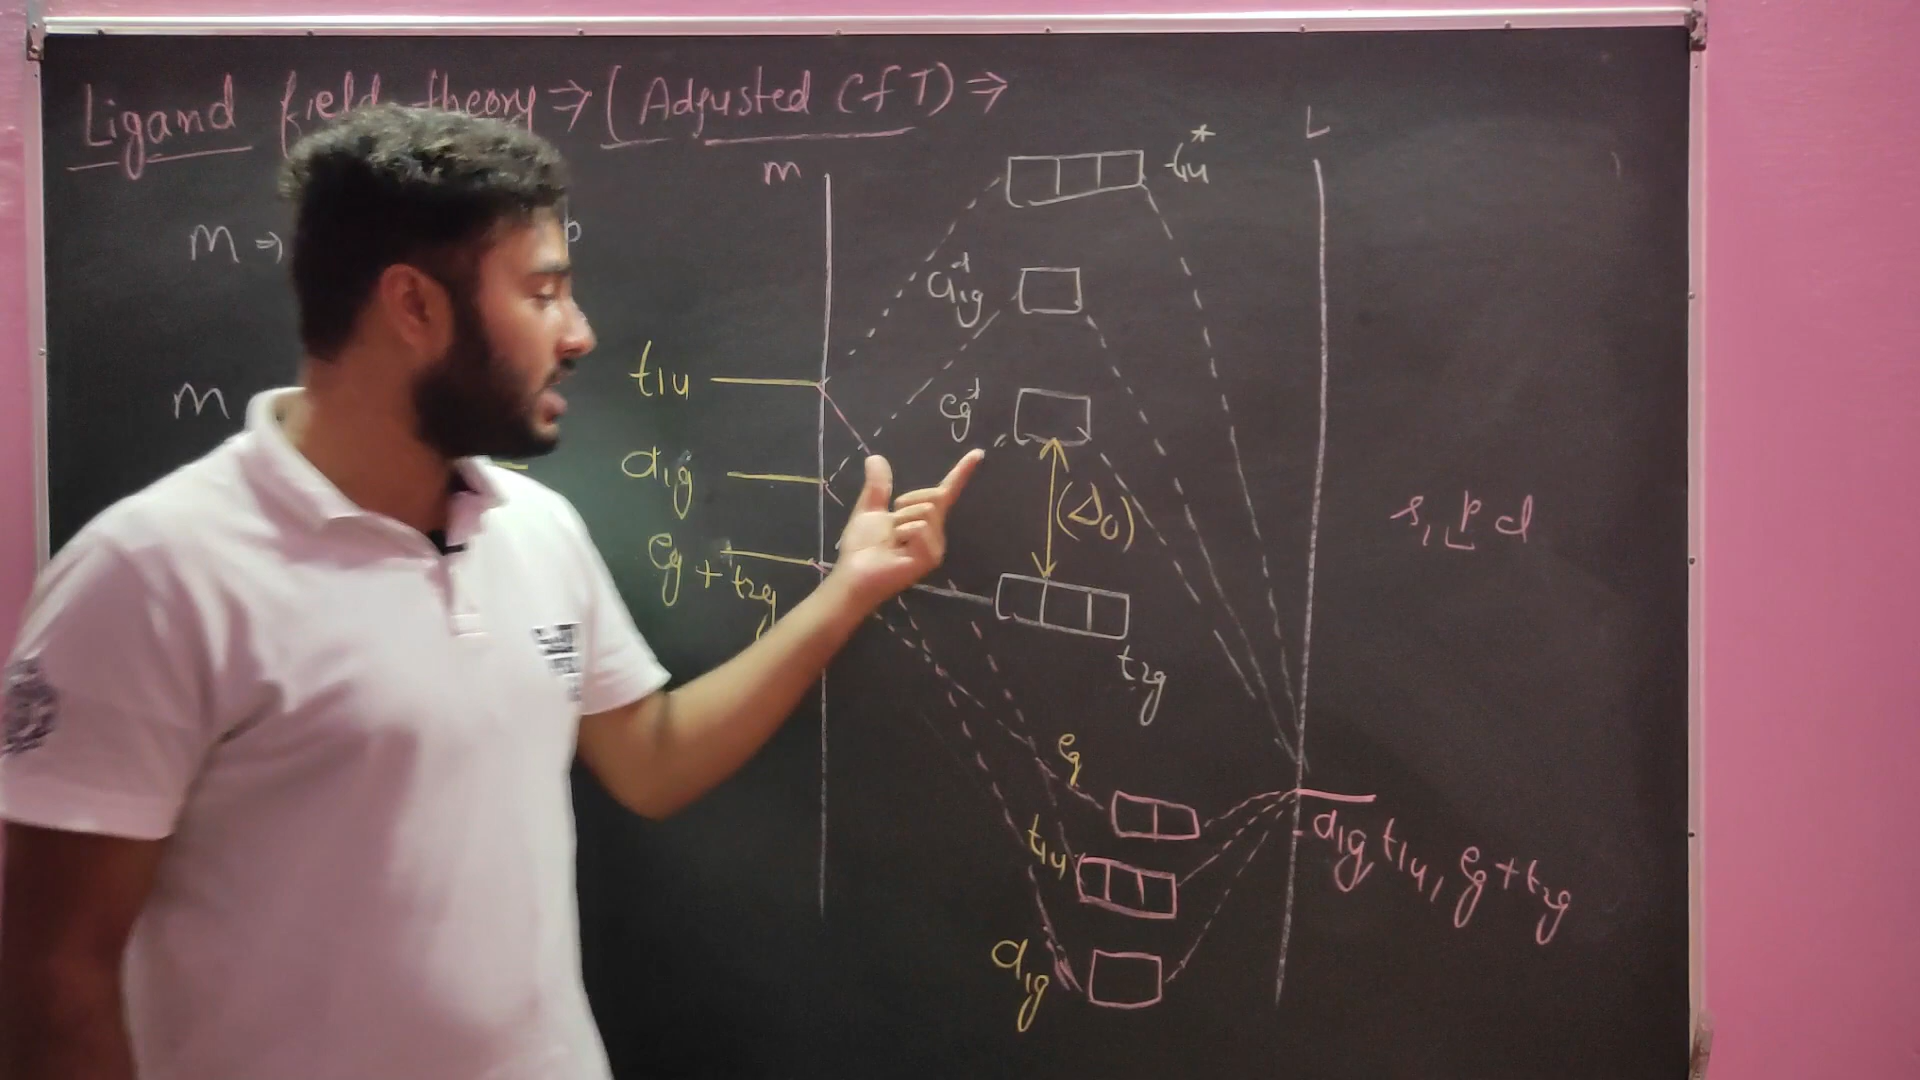 Ligand field theory ⇒ (Adjusted CfT) ⇒
m
L
t1u*
M ⇒
p
a1g*
t1u
m
eg*
a1g
(Δo)
s, p d
eg + t2g
t2g
eg
t1u
a1g t1u, eg + t2g
a1g